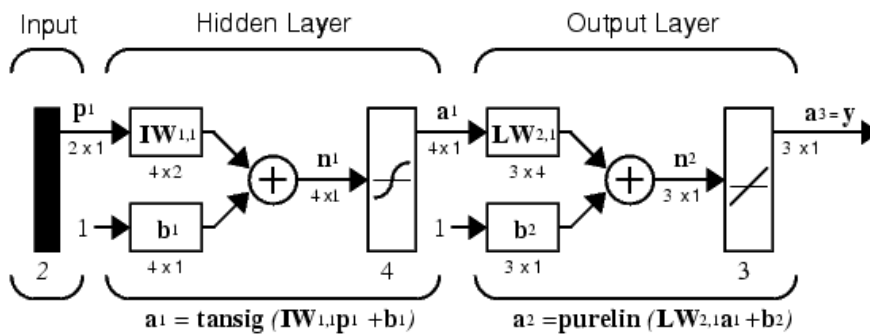 Input Hidden Layer Output Layer
p1 a1 a3 = y
IW1,1 LW2,1
2 x 1 n1 4 x 1 n2 3 x 1
4 x 2 3 x 4
4 x1 3 x 1
1 b1 1 b2
2 4 x 1 4 3 x 1 3
a1 = tansig (IW1,1p1 +b1) a2 =purelin (LW2,1a1 +b2)